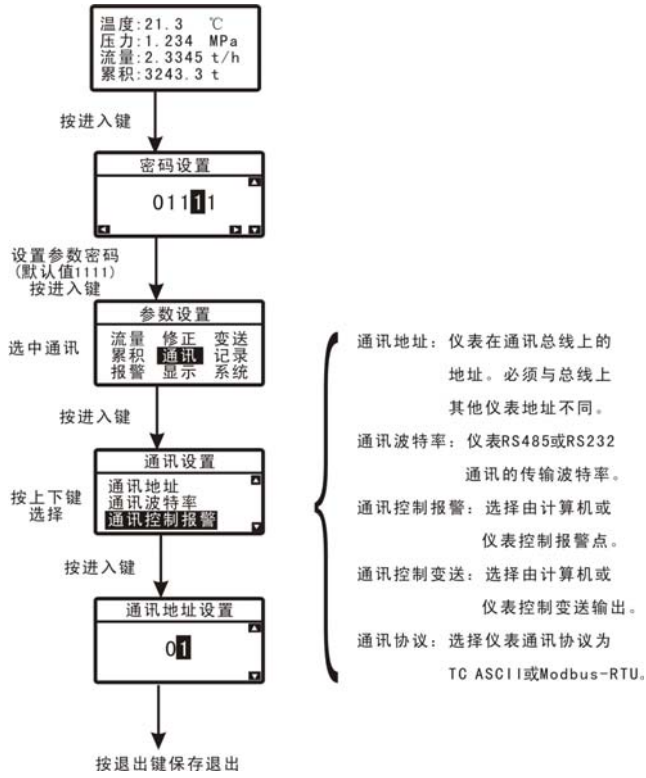 温度:21.3 ℃
压力:1.234 MPa
流量:2.3345 t/h
累积:3243.3 t
按进入键
密码设置
01111
设置参数密码
(默认值1111)
按进入键
参数设置
流量 修正 变送
累积 通讯 记录
报警 显示 系统
选中通讯
按进入键
通讯设置
通讯地址
通讯波特率
通讯控制报警
按上下键
选择
按进入键
通讯地址设置
01
按退出键保存退出
通讯地址：仪表在通讯总线上的
地址。必须与总线上
其他仪表地址不同。
通讯波特率：仪表RS485或RS232
通讯的传输波特率。
通讯控制报警：选择由计算机或
仪表控制报警点。
通讯控制变送：选择由计算机或
仪表控制变送输出。
通讯协议：选择仪表通讯协议为
TC ASCII或Modbus-RTU。